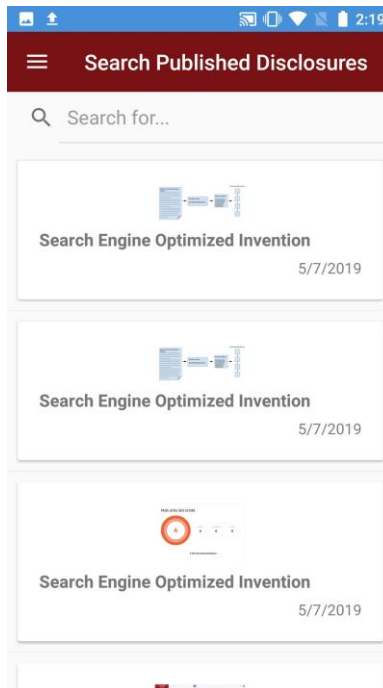 2:19
Search Published Disclosures
Search for...
Search Engine Optimized Invention
5/7/2019
Search Engine Optimized Invention
5/7/2019
Search Engine Optimized Invention
5/7/2019